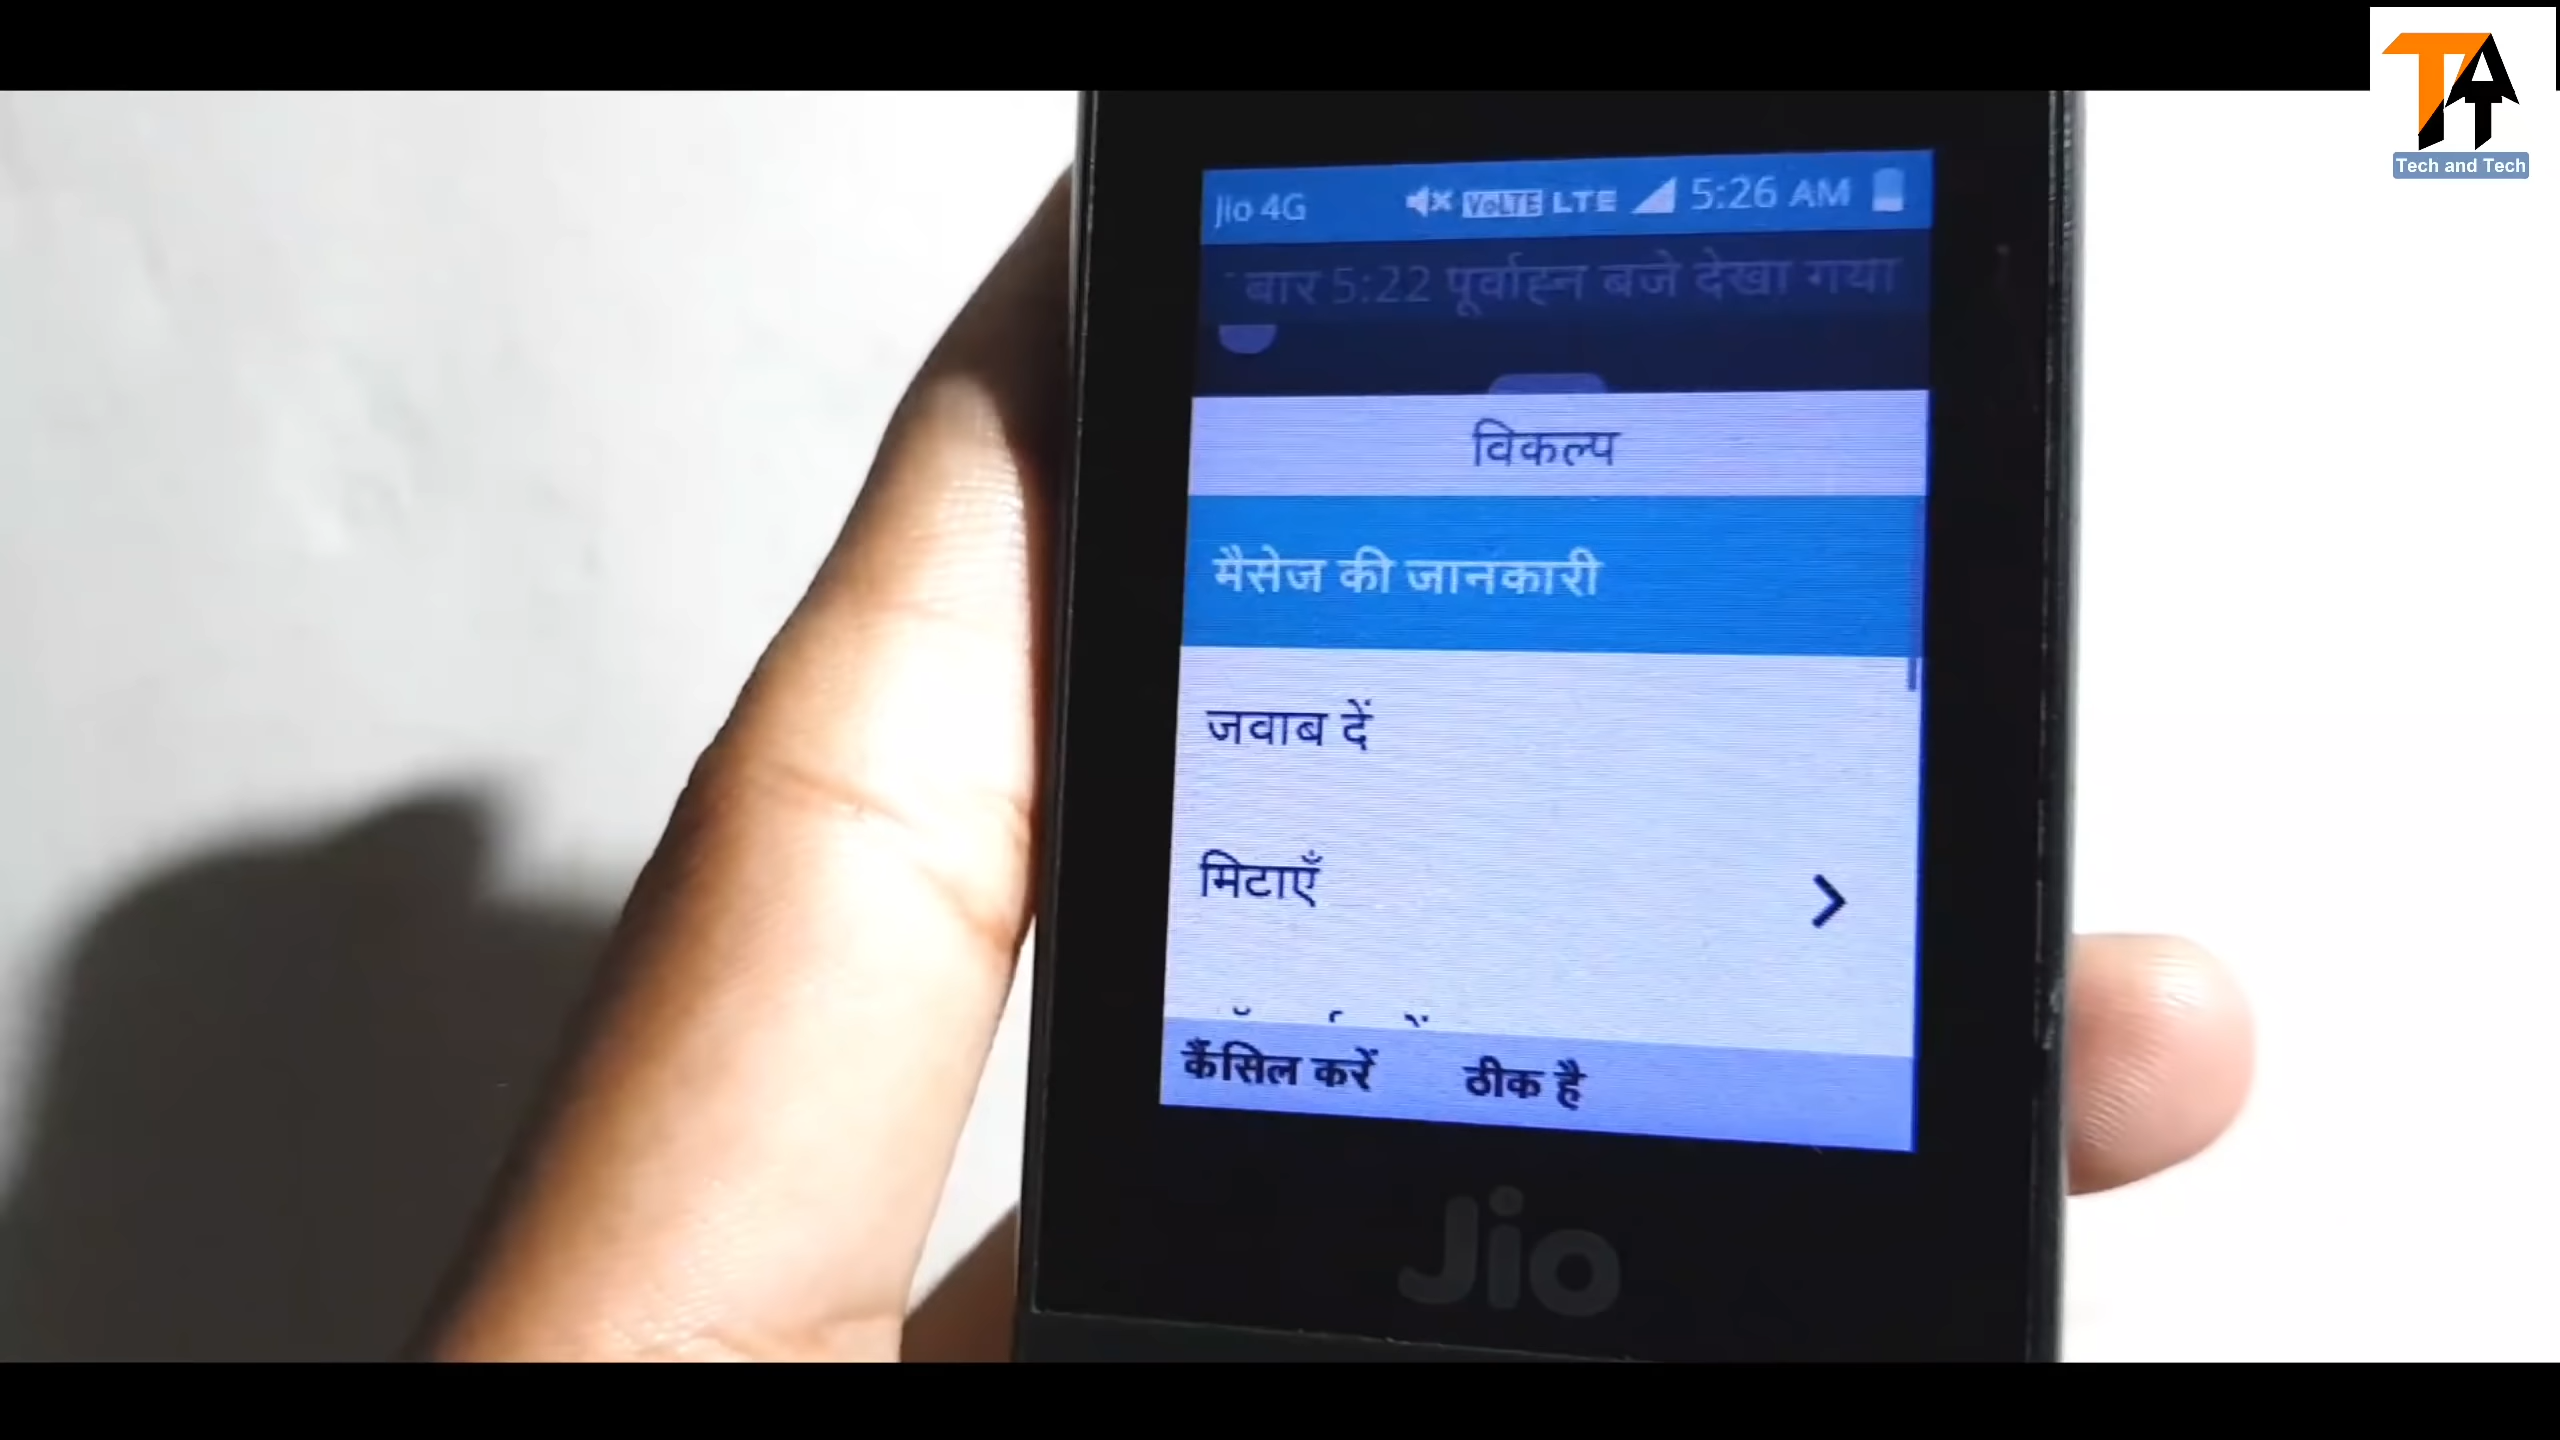 Tech and Tech
Jio 4G VoLTE LTE 5:26 AM
बार 5:22 पूर्वाह्न बजे देखा गया
विकल्प
मैसेज की जानकारी
जवाब दें
मिटाएँ
कैंसिल करें ठीक है
Jio